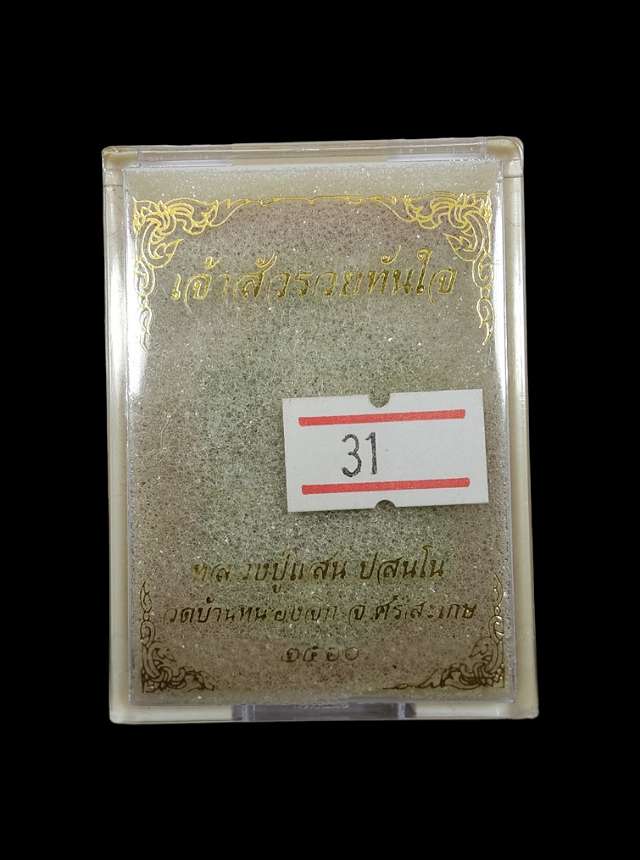 เจ้าสัวรวยทันใจ
31
หลวงปู่แสน ปสนฺโน
วัดบ้านหนองจิก จ.ศรีสะเกษ
๒๕๖๐